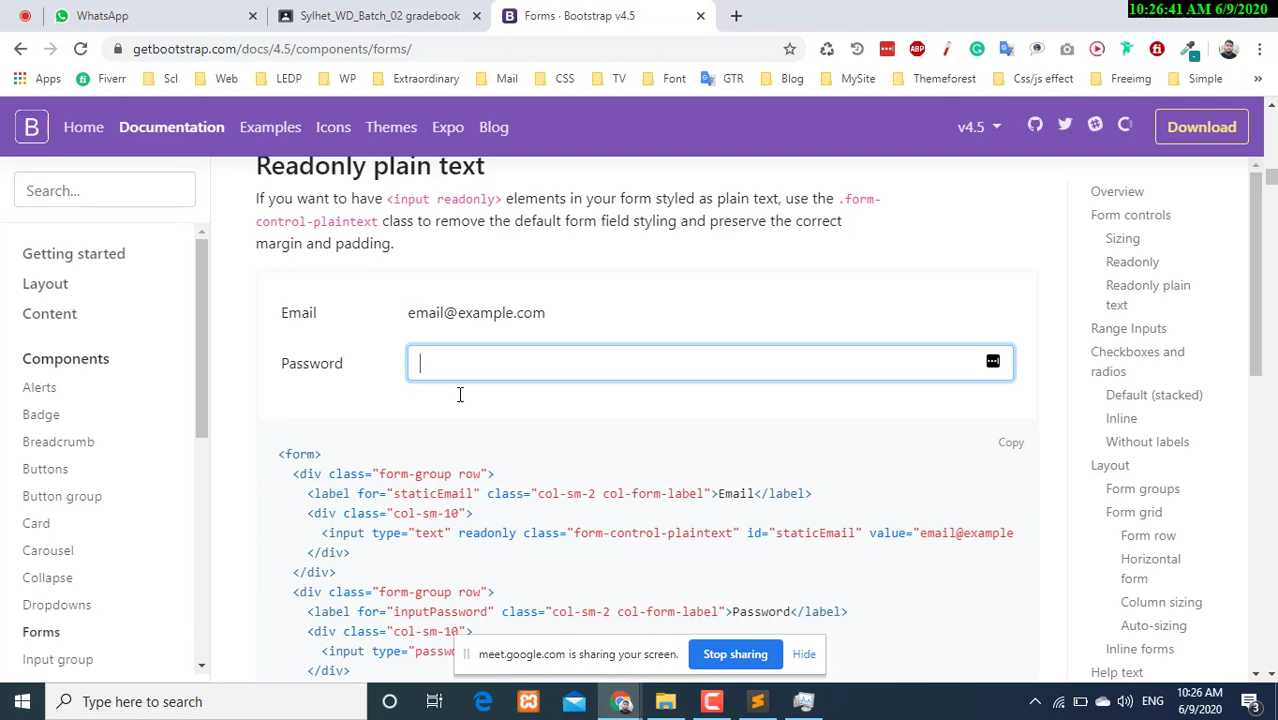 WhatsApp
Sylhet_WD_Batch_02 gradebook
Forms · Bootstrap v4.5
10:26:41 AM 6/9/2020
getbootstrap.com/docs/4.5/components/forms/
Apps
Fiverr
Scl
Web
LEDP
WP
Extraordinary
Mail
CSS
TV
Font
GTR
Blog
MySite
Themeforest
Css/js effect
Freeimg
Simple
B
Home
Documentation
Examples
Icons
Themes
Expo
Blog
v4.5
Download
Search...
Getting started
Layout
Content
Components
Alerts
Badge
Breadcrumb
Buttons
Button group
Card
Carousel
Collapse
Dropdowns
Forms
Input group
Readonly plain text
If you want to have <input readonly> elements in your form styled as plain text, use the .form-
control-plaintext class to remove the default form field styling and preserve the correct
margin and padding.
Email
email@example.com
Password
Copy
<form>
<div class="form-group row">
<label for="staticEmail" class="col-sm-2 col-form-label">Email</label>
<div class="col-sm-10">
<input type="text" readonly class="form-control-plaintext" id="staticEmail" value="email@example
</div>
</div>
<div class="form-group row">
<label for="inputPassword" class="col-sm-2 col-form-label">Password</label>
<div class="col-sm-10">
<input type="passw
</div>
Overview
Form controls
Sizing
Readonly
Readonly plain
text
Range Inputs
Checkboxes and
radios
Default (stacked)
Inline
Without labels
Layout
Form groups
Form grid
Form row
Horizontal
form
Column sizing
Auto-sizing
Inline forms
Help text
meet.google.com is sharing your screen.
Stop sharing
Hide
Type here to search
ENG
10:26 AM
6/9/2020
3